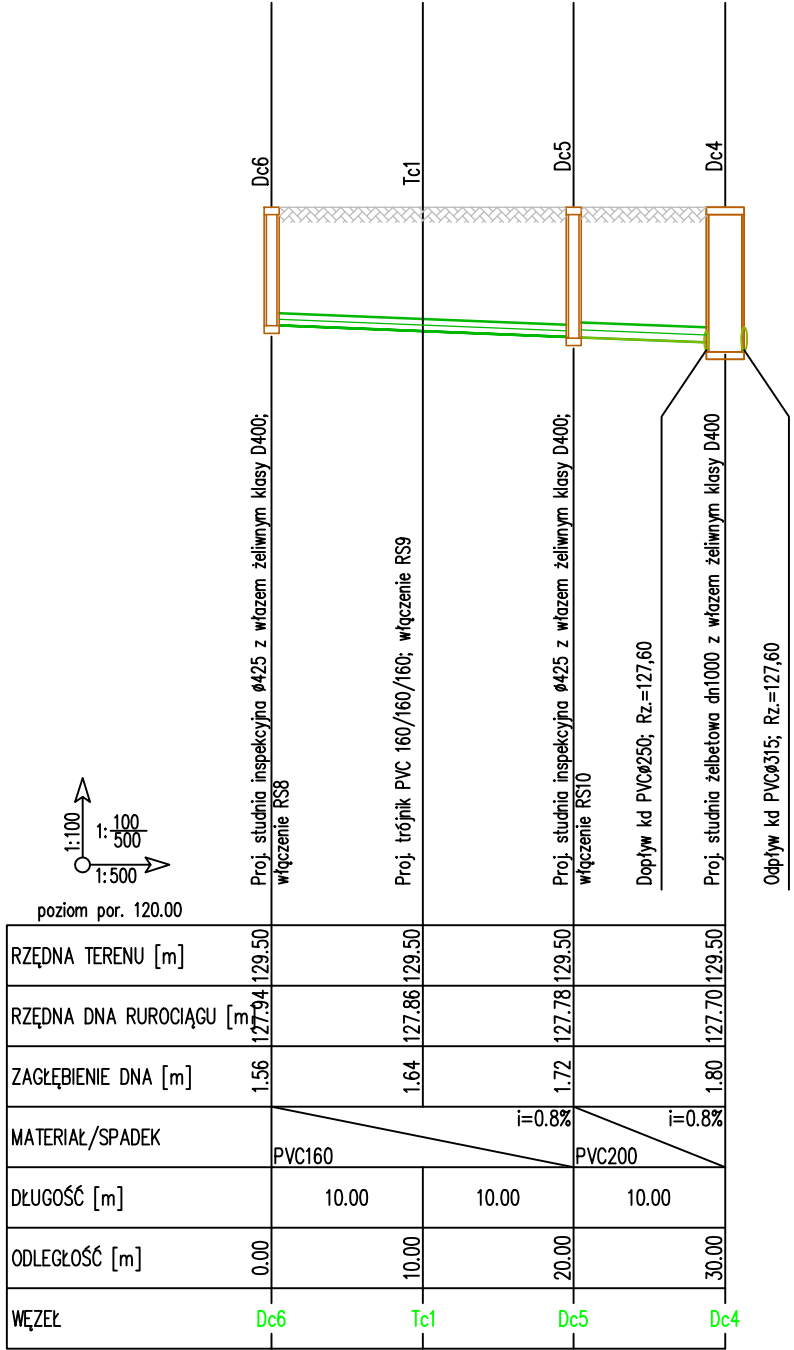 Dc6
Tc1
Dc5
Dc4
Proj. studnia inspekcyjna ø425 z włazem żeliwnym klasy D400;
włączenie RS8
Proj. trójnik PVC 160/160/160; włączenie RS9
Proj. studnia inspekcyjna ø425 z włazem żeliwnym klasy D400;
włączenie RS10
Dopływ kd PVCø250; Rz.=127,60
Proj. studnia żelbetowa dn1000 z włazem żeliwnym klasy D400
Odpływ kd PVCø315; Rz.=127,60
1:100
1:100/500
1:500
poziom por. 120.00
RZĘDNA TERENU [m] 129.50 129.50 129.50 129.50
RZĘDNA DNA RUROCIĄGU [m] 127.94 127.86 127.78 127.70
ZAGŁĘBIENIE DNA [m] 1.56 1.64 1.72 1.80
MATERIAŁ/SPADEK PVC160 i=0.8% PVC200 i=0.8%
DŁUGOŚĆ [m] 10.00 10.00 10.00
ODLEGŁOŚĆ [m] 0.00 10.00 20.00 30.00
WĘZEŁ Dc6 Tc1 Dc5 Dc4